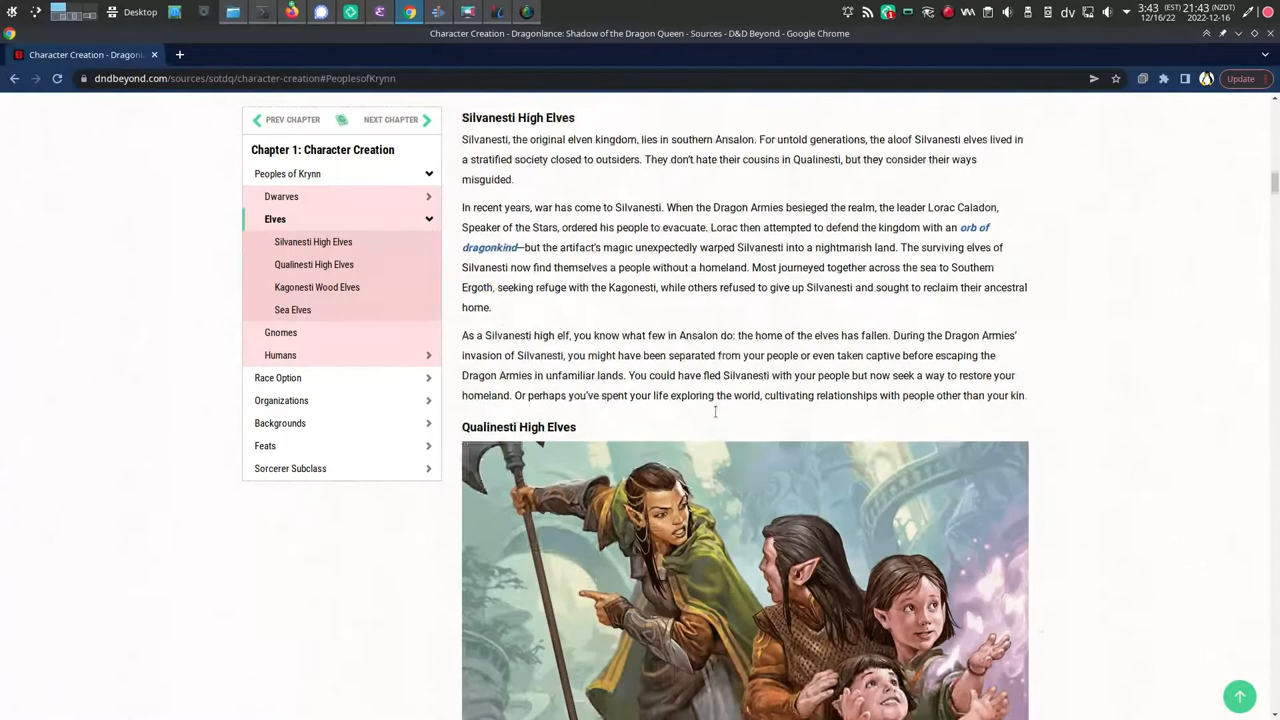 Desktop
3:43 (EST) 21:43 (NZDT)
12/16/22 2022-12-16
Character Creation - Dragonlance: Shadow of the Dragon Queen - Sources - D&D Beyond - Google Chrome
Character Creation - Dragonl
dndbeyond.com/sources/sotdq/character-creation#PeoplesofKrynn
Update
PREV CHAPTER
NEXT CHAPTER
Chapter 1: Character Creation
Peoples of Krynn
Dwarves
Elves
Silvanesti High Elves
Qualinesti High Elves
Kagonesti Wood Elves
Sea Elves
Gnomes
Humans
Race Option
Organizations
Backgrounds
Feats
Sorcerer Subclass
Silvanesti High Elves
Silvanesti, the original elven kingdom, lies in southern Ansalon. For untold generations, the aloof Silvanesti elves lived in
a stratified society closed to outsiders. They don't hate their cousins in Qualinesti, but they consider their ways
misguided.
In recent years, war has come to Silvanesti. When the Dragon Armies besieged the realm, the leader Lorac Caladon,
Speaker of the Stars, ordered his people to evacuate. Lorac then attempted to defend the kingdom with an orb of
dragonkind—but the artifact's magic unexpectedly warped Silvanesti into a nightmarish land. The surviving elves of
Silvanesti now find themselves a people without a homeland. Most journeyed together across the sea to Southern
Ergoth, seeking refuge with the Kagonesti, while others refused to give up Silvanesti and sought to reclaim their ancestral
home.
As a Silvanesti high elf, you know what few in Ansalon do: the home of the elves has fallen. During the Dragon Armies'
invasion of Silvanesti, you might have been separated from your people or even taken captive before escaping the
Dragon Armies in unfamiliar lands. You could have fled Silvanesti with your people but now seek a way to restore your
homeland. Or perhaps you've spent your life exploring the world, cultivating relationships with people other than your kin.
Qualinesti High Elves